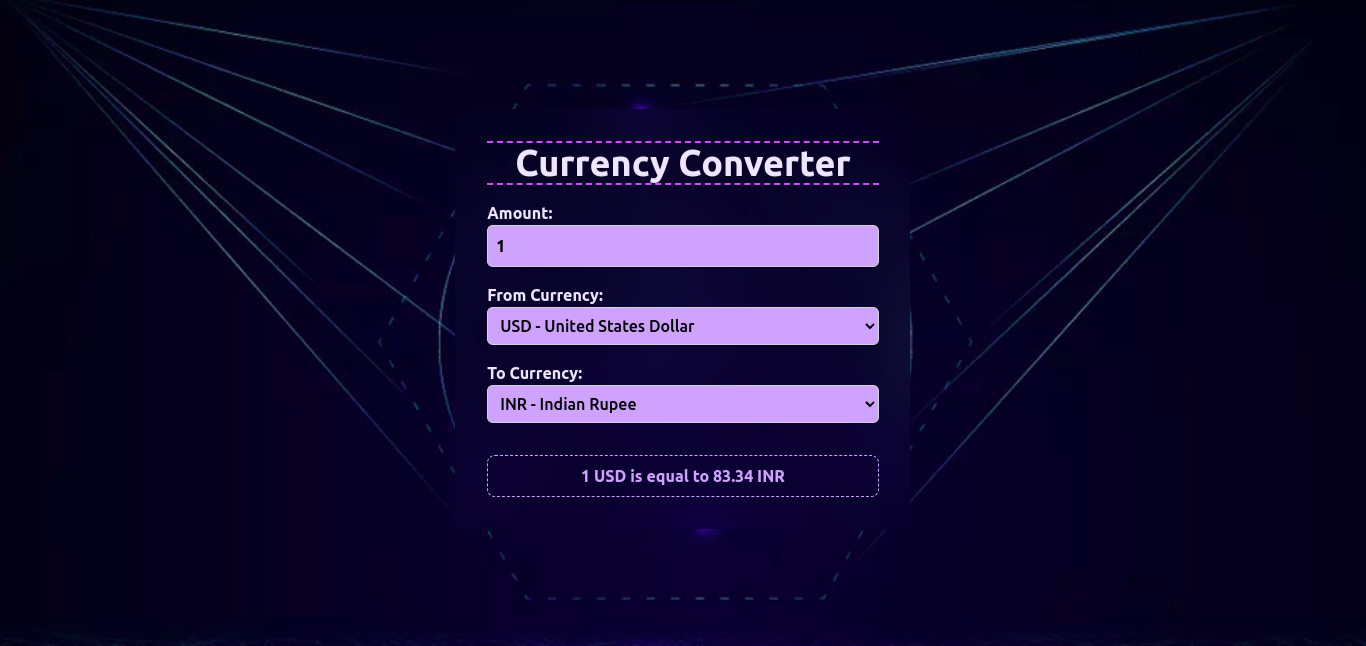 Currency Converter
Amount:
1
From Currency:
USD - United States Dollar
To Currency:
INR - Indian Rupee
1 USD is equal to 83.34 INR